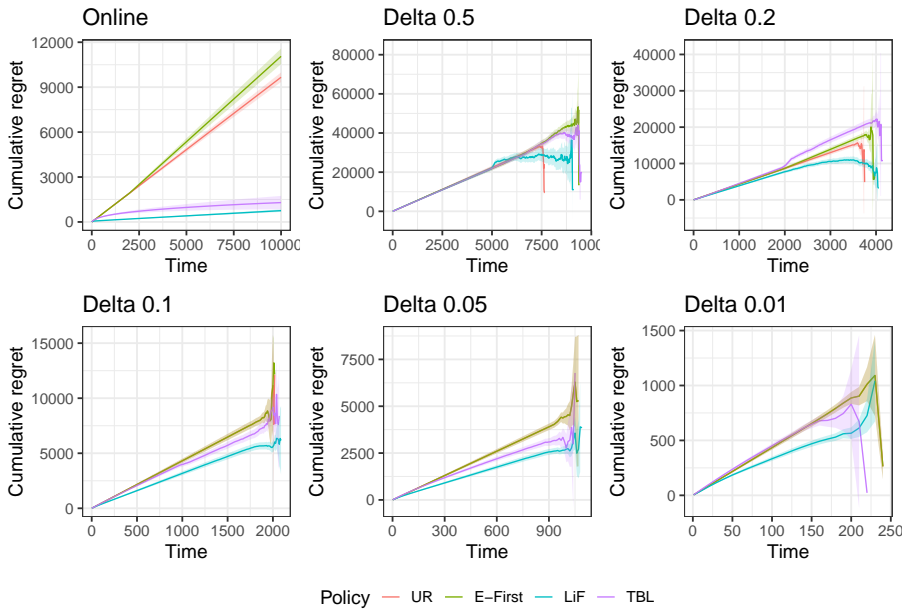 Online
Cumulative regret
12000
9000
6000
3000
0
0 2500 5000 7500 10000
Time
Delta 0.5
Cumulative regret
80000
60000
40000
20000
0
0 2500 5000 7500 1000
Time
Delta 0.2
Cumulative regret
40000
30000
20000
10000
0
0 1000 2000 3000 4000
Time
Delta 0.1
Cumulative regret
15000
10000
5000
0
0 500 1000 1500 2000
Time
Delta 0.05
Cumulative regret
7500
5000
2500
0
0 300 600 900
Time
Delta 0.01
Cumulative regret
1500
1000
500
0
0 50 100 150 200 250
Time
Policy UR E−First LiF TBL